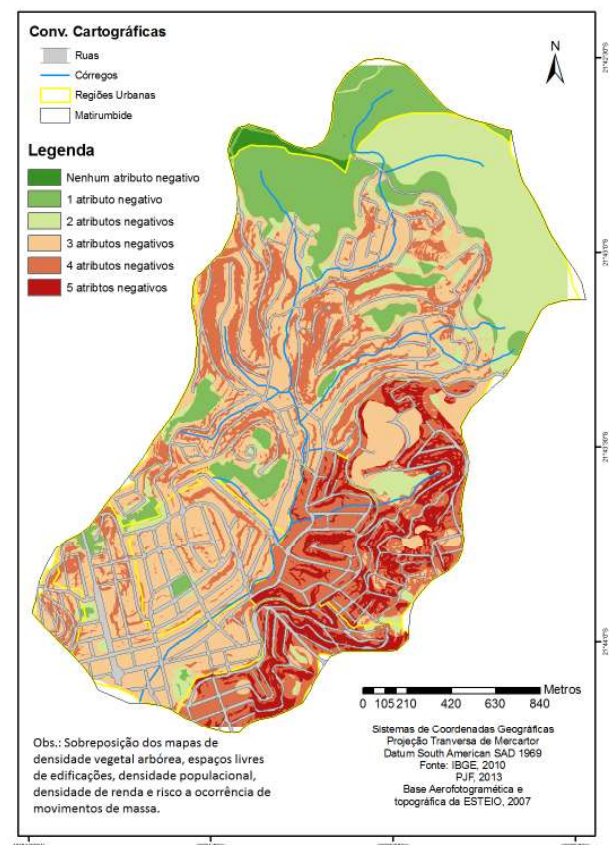 Conv. Cartográficas
Ruas
Córregos
Regiões Urbanas
Matirumbide
Legenda
Nenhum atributo negativo
1 atributo negativo
2 atributos negativos
3 atributos negativos
4 atributos negativos
5 atribtos negativos
N
Metros
0 105 210 420 630 840
Sistemas de Coordenadas Geográficas
Projeção Tranversa de Mercartor
Datum South American SAD 1969
Fonte: IBGE, 2010
PJF, 2013
Base Aerofotogramética e
topográfica da ESTEIO, 2007
Obs.: Sobreposição dos mapas de
densidade vegetal arbórea, espaços livres
de edificações, densidade populacional,
densidade de renda e risco a ocorrência de
movimentos de massa.